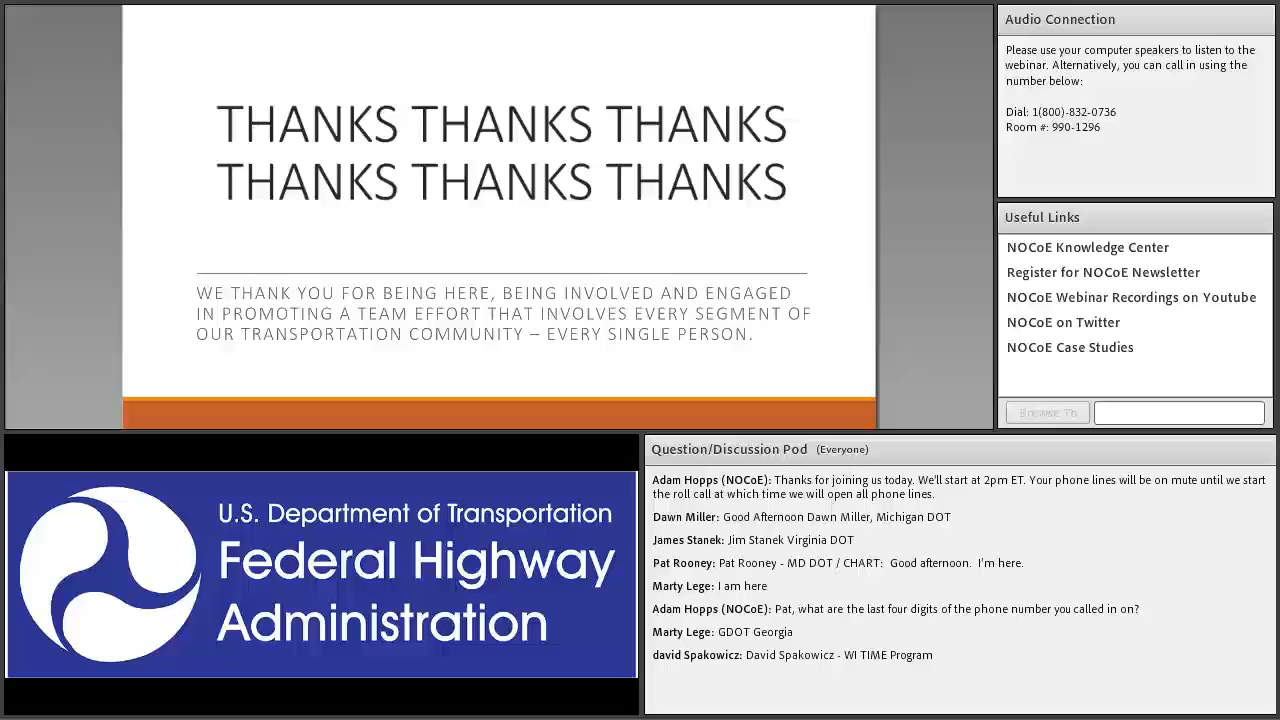 THANKS THANKS THANKS
THANKS THANKS THANKS
WE THANK YOU FOR BEING HERE, BEING INVOLVED AND ENGAGED
IN PROMOTING A TEAM EFFORT THAT INVOLVES EVERY SEGMENT OF
OUR TRANSPORTATION COMMUNITY – EVERY SINGLE PERSON.
Audio Connection
Please use your computer speakers to listen to the
webinar. Alternatively, you can call in using the
number below:
Dial: 1(800)-832-0736
Room #: 990-1296
Useful Links
NOCoE Knowledge Center
Register for NOCoE Newsletter
NOCoE Webinar Recordings on Youtube
NOCoE on Twitter
NOCoE Case Studies
Browse To
U.S. Department of Transportation
Federal Highway
Administration
Question/Discussion Pod (Everyone)
Adam Hopps (NOCoE): Thanks for joining us today. We'll start at 2pm ET. Your phone lines will be on mute until we start
the roll call at which time we will open all phone lines.
Dawn Miller: Good Afternoon Dawn Miller, Michigan DOT
James Stanek: Jim Stanek Virginia DOT
Pat Rooney: Pat Rooney - MD DOT / CHART: Good afternoon. I'm here.
Marty Lege: I am here
Adam Hopps (NOCoE): Pat, what are the last four digits of the phone number you called in on?
Marty Lege: GDOT Georgia
david Spakowicz: David Spakowicz - WI TIME Program